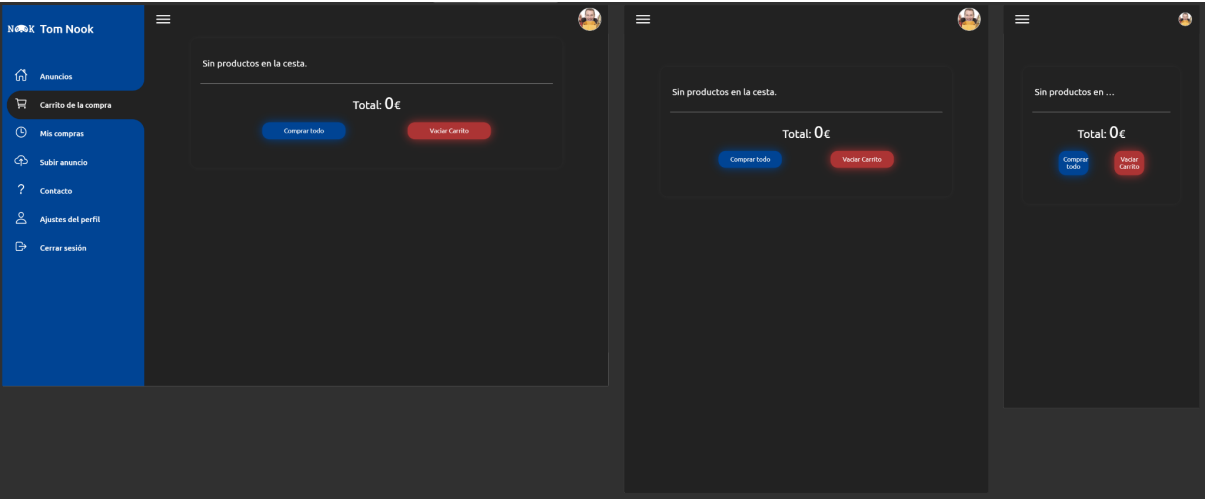 NOOK Tom Nook
Anuncios
Carrito de la compra
Mis compras
Subir anuncio
Contacto
Ajustes del perfil
Cerrar sesión
Sin productos en la cesta.
Total: 0€
Comprar todo
Vaciar Carrito
Sin productos en la cesta.
Total: 0€
Comprar todo
Vaciar Carrito
Sin productos en ...
Total: 0€
Comprar
todo
Vaciar
Carrito